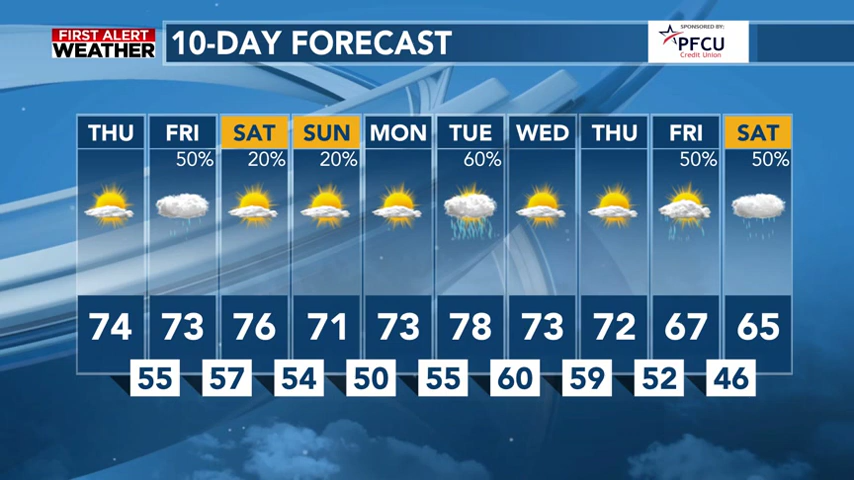 FIRST ALERT
WEATHER
10-DAY FORECAST
SPONSORED BY:
PFCU
Credit Union
THU FRI SAT SUN MON TUE WED THU FRI SAT
50% 20% 20% 60% 50% 50%
74 73 76 71 73 78 73 72 67 65
55 57 54 50 55 60 59 52 46